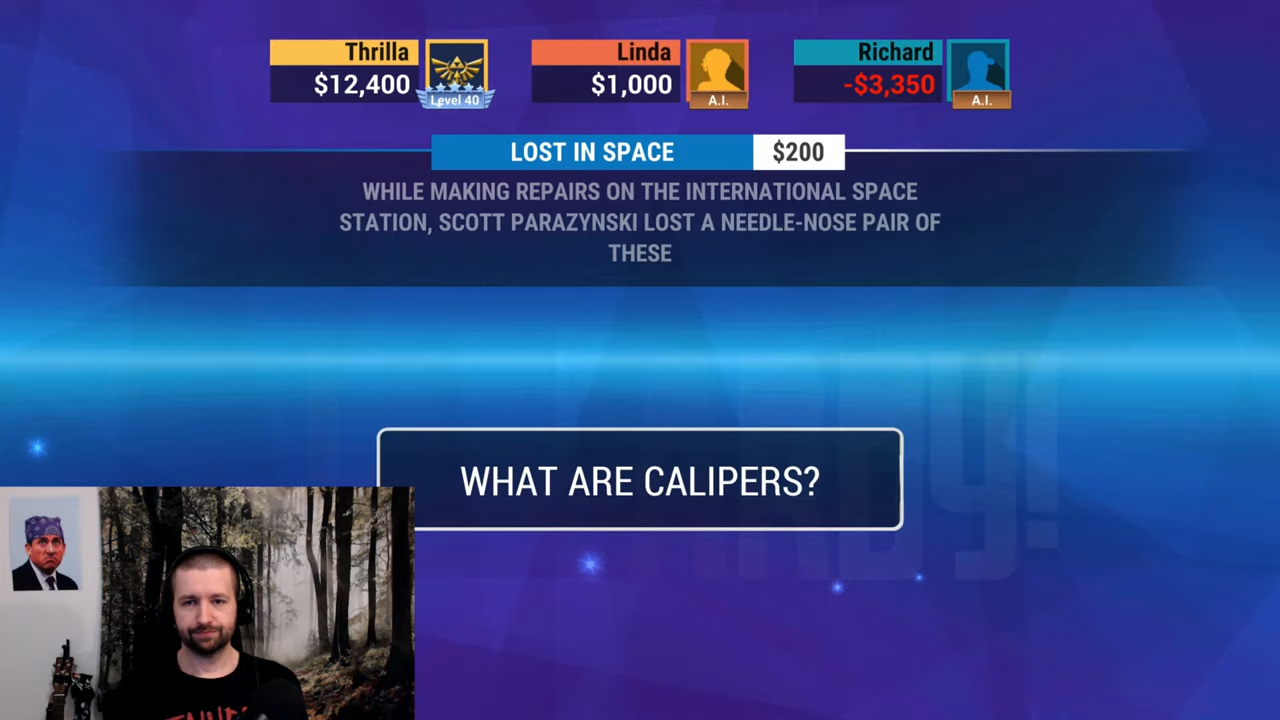 Thrilla
$12,400
Level 40
Linda
$1,000
A.I.
Richard
-$3,350
A.I.
LOST IN SPACE
$200
WHILE MAKING REPAIRS ON THE INTERNATIONAL SPACE
STATION, SCOTT PARAZYNSKI LOST A NEEDLE-NOSE PAIR OF
THESE
WHAT ARE CALIPERS?